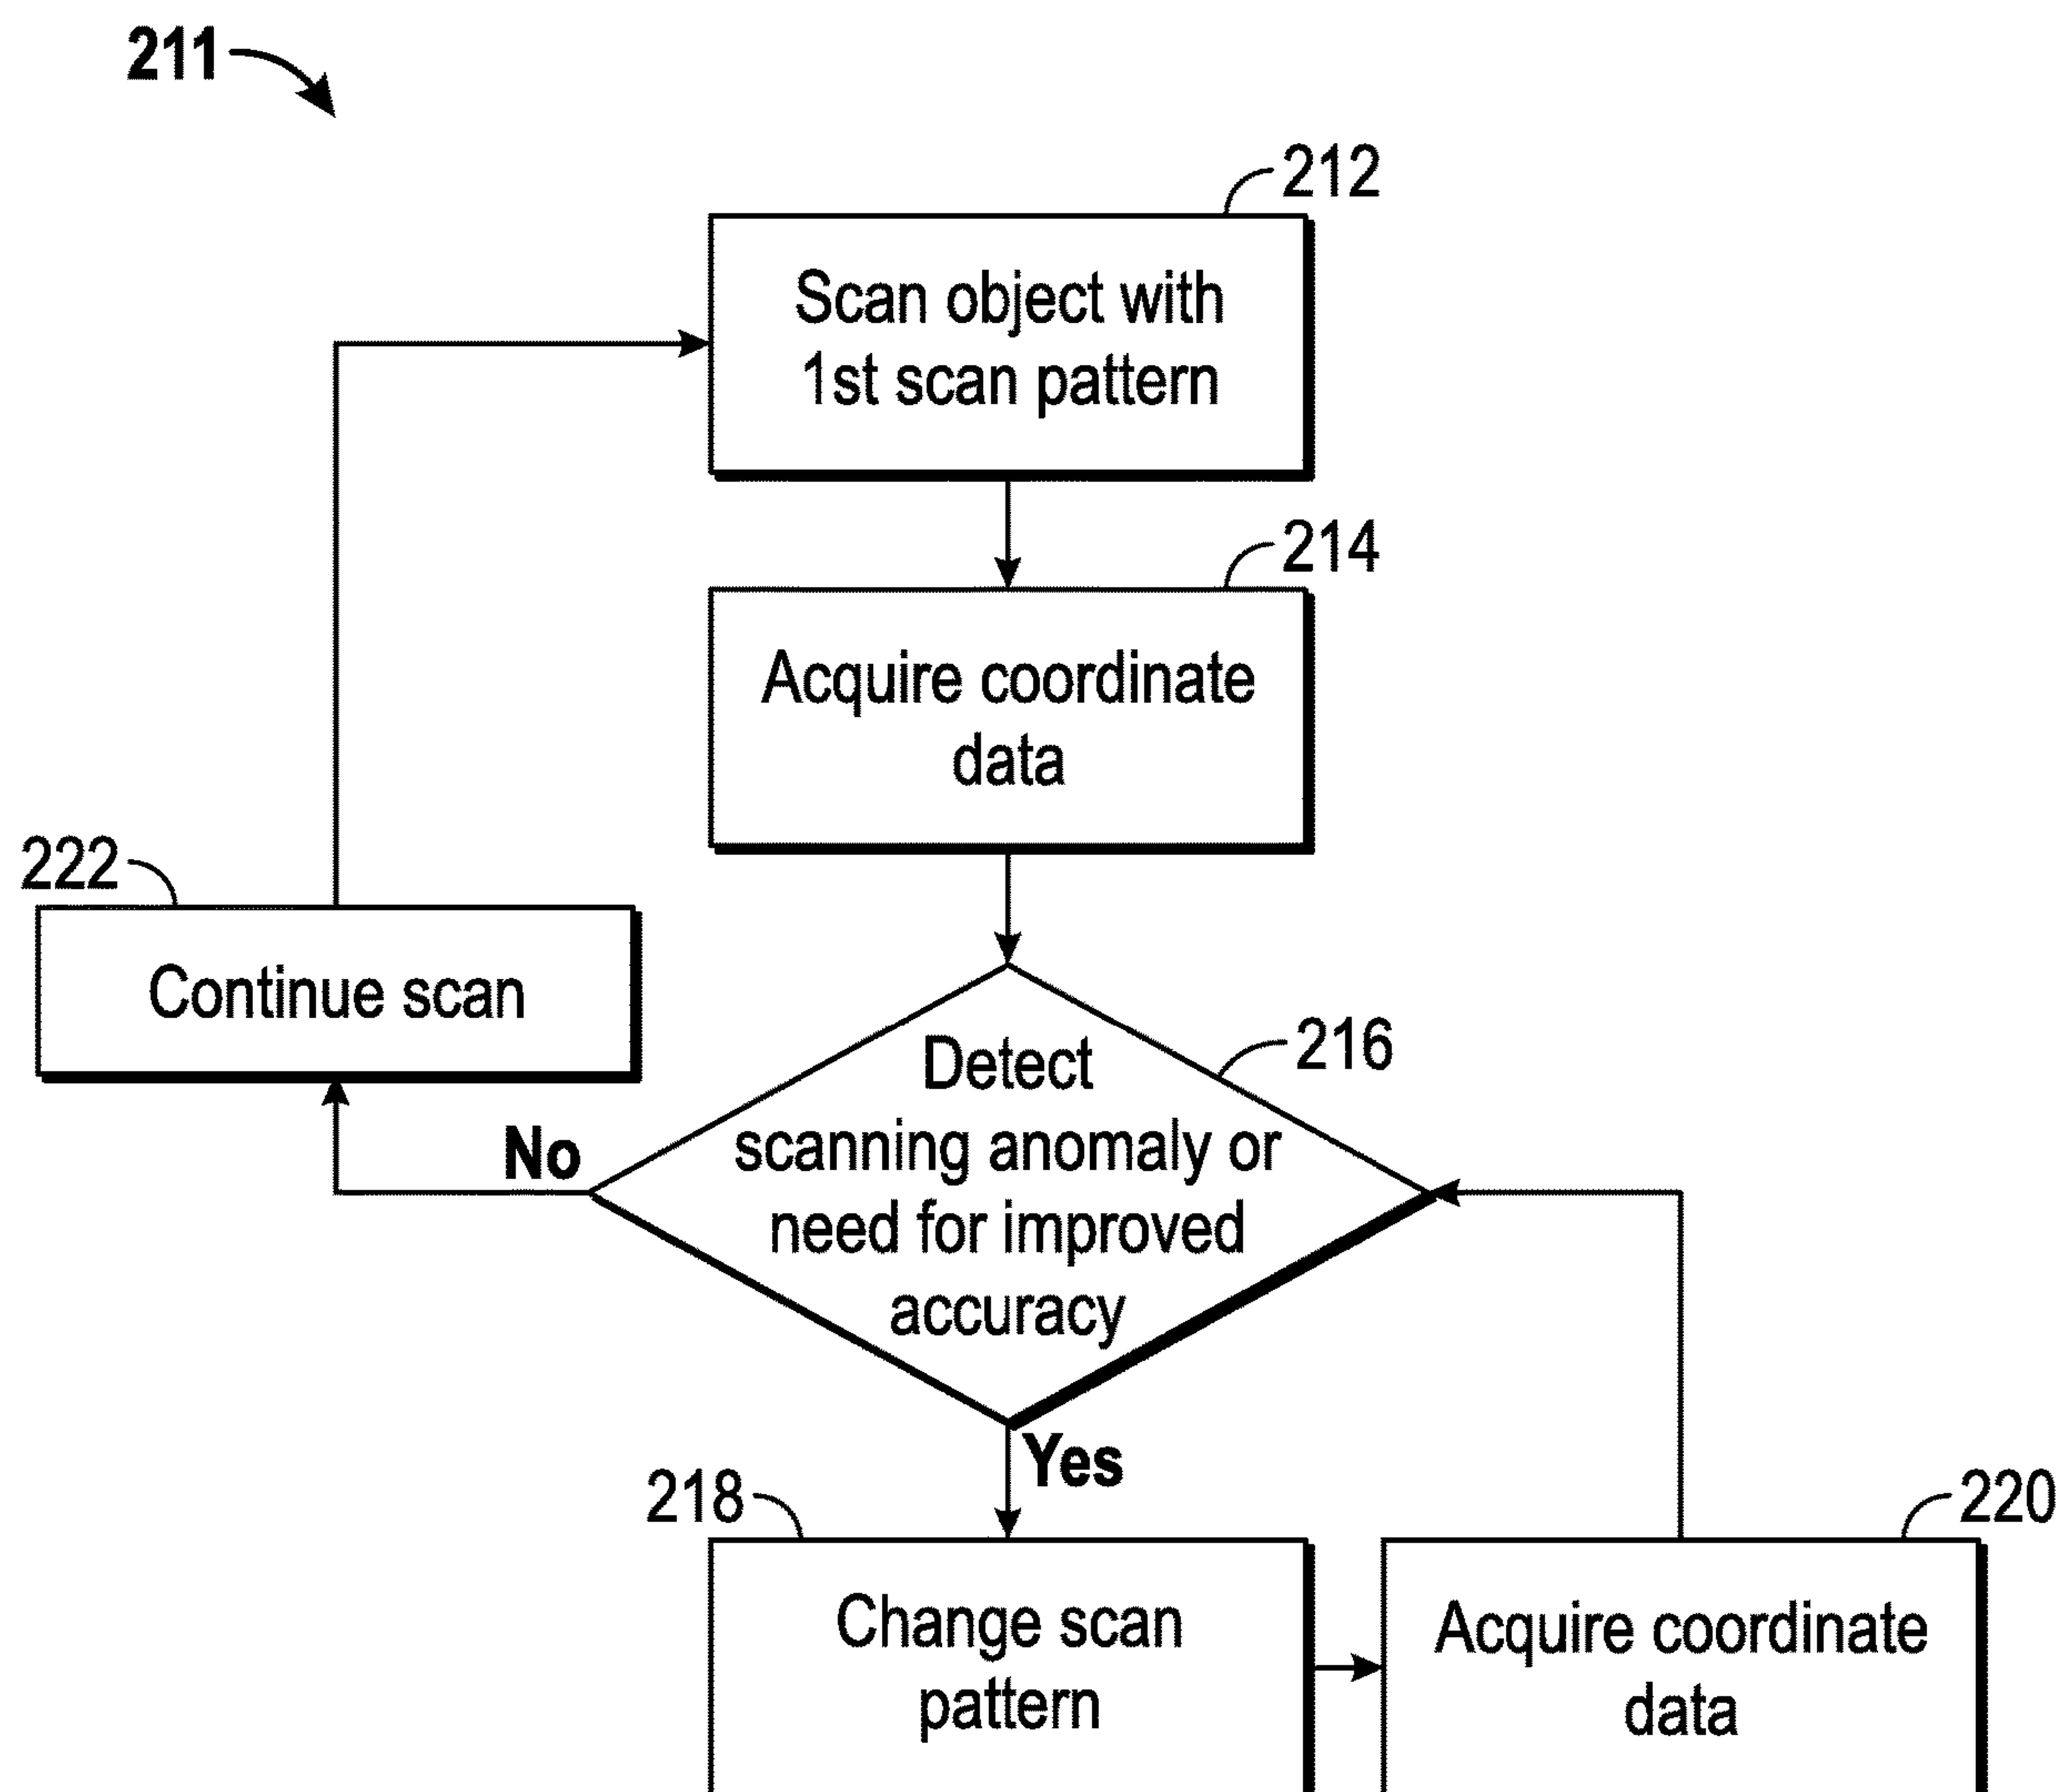 211
212
Scan object with
1st scan pattern
214
Acquire coordinate
data
222
Continue scan
216
Detect
scanning anomaly or
need for improved
accuracy
No
Yes
218
Change scan
pattern
220
Acquire coordinate
data